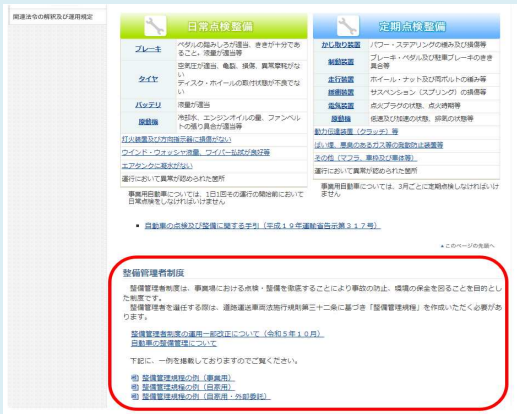 関連法令の解釈及び運用規定
日常点検整備
ブレーキ
ペダルの踏みしろが適当、ききが十分であ
ること、液量が適当等
タイヤ
空気圧が適当、亀裂、損傷、異常摩耗がな
い
ディスク・ホイールの取付状態が不良でな
い
バッテリ
液量が適当
原動機
冷却水、エンジンオイルの量、ファンベル
トの張り具合が適当等
灯火装置及び方向指示器に損傷がない
ウインド・ウォッシャ液量、ワイパー払拭が良好等
エアタンクに凝水がない
運行において異常が認められた箇所
事業用自動車については、1日1回その運行の開始前において
日常点検をしなければいけません
定期点検整備
かじ取り装置
パワー・ステアリングの緩み及び損傷等
制動装置
ブレーキ・ペダル及び駐車ブレーキのきき
具合等
走行装置
ホイール・ナット及び同ボルトの緩み等
緩衝装置
サスペンション（スプリング）の損傷等
電気装置
点火プラグの状態、点火時期等
原動機
低速及び加速の状態、排気の状態等
動力伝達装置（クラッチ）等
ばい煙、悪臭のあるガス等の発散防止装置等
その他（マフラ、車枠及び車体等）
運行において異常が認められた箇所
事業用自動車については、3月ごとに定期点検しなければいけ
ません
■ 自動車の点検及び整備に関する手引（平成１９年運輸省告示第３１７号）
▲このページの先頭へ
整備管理者制度
整備管理者制度は、事業場における点検・整備を徹底することにより事故の防止、環境の保全を図ることを目的とし
た制度です。
整備管理者を選任する際は、道路運送車両法施行規則第三十二条に基づき「整備管理規程」を作成いただく必要があ
ります。
整備管理者制度の運用一部改正について（令和５年１０月）
自動車の整備管理について
下記に、一例を掲載しておりますのでご覧ください。
整備管理規程の例（事業用）
整備管理規程の例（自家用）
整備管理規程の例（自家用・外部委託）